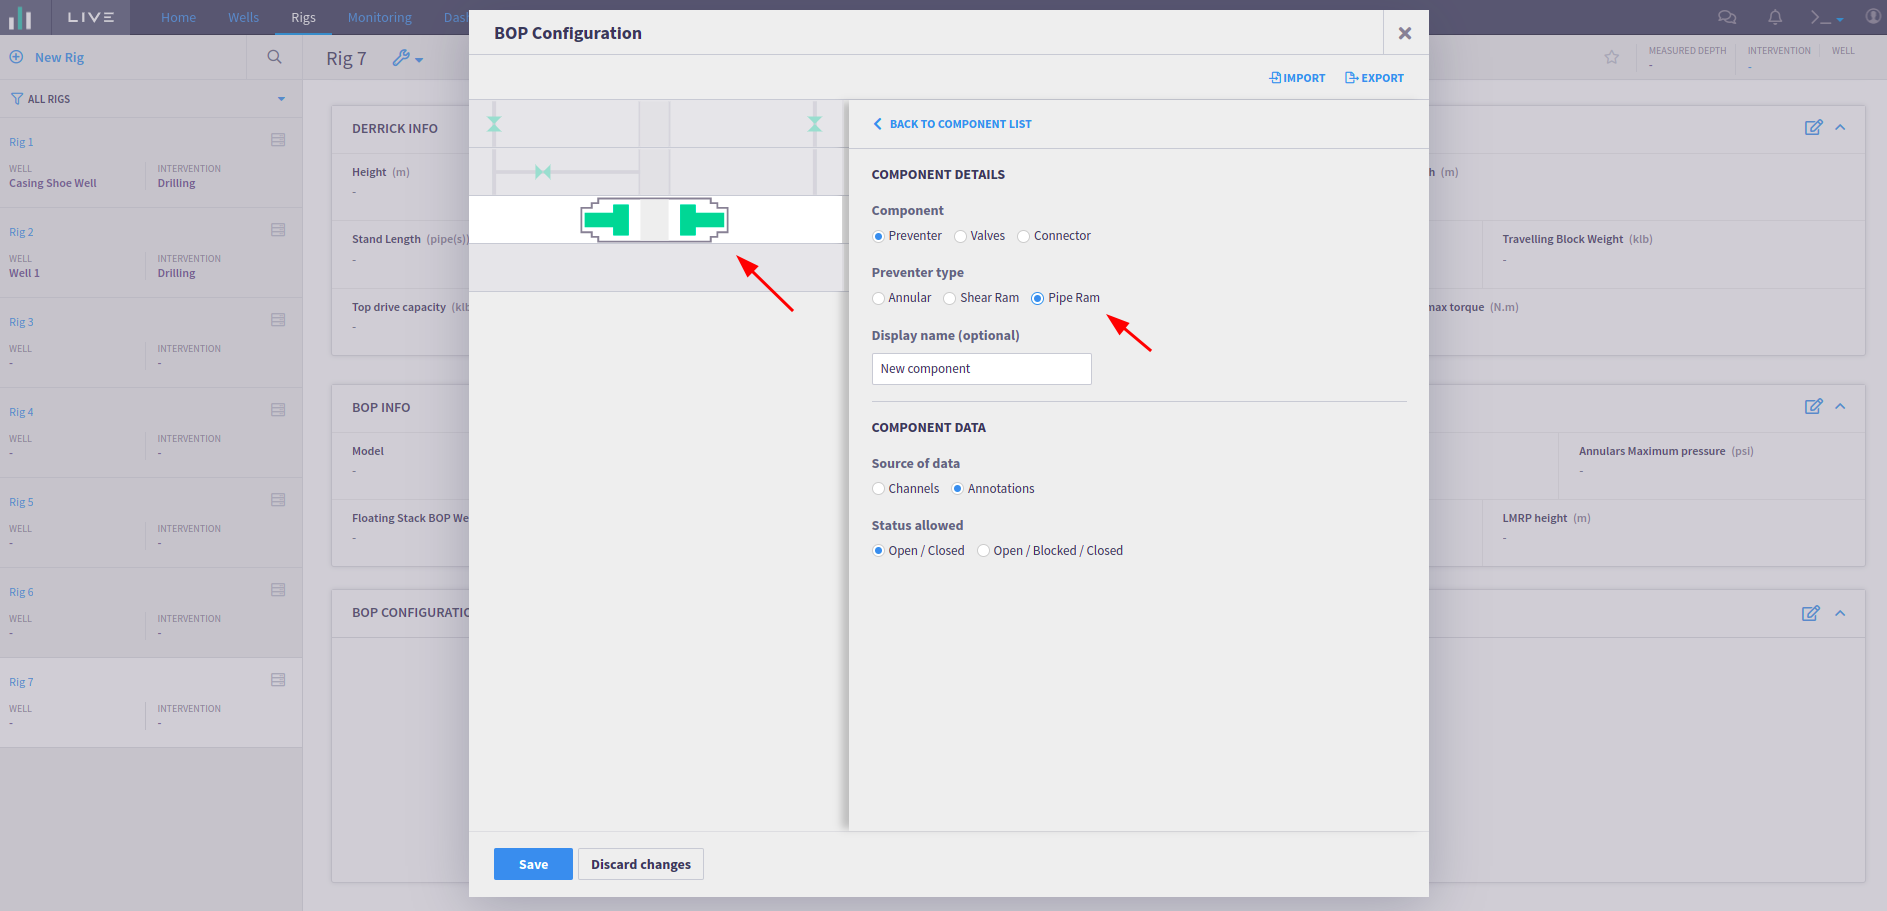 LIVE
Home Wells Rigs Monitoring
BOP Configuration
New Rig
Rig 7
MEASURED DEPTH INTERVENTION WELL
- -
IMPORT EXPORT
ALL RIGS
Rig 1
WELL INTERVENTION
Casing Shoe Well Drilling
Rig 2
WELL INTERVENTION
Well 1 Drilling
Rig 3
WELL INTERVENTION
- -
Rig 4
WELL INTERVENTION
- -
Rig 5
WELL INTERVENTION
- -
Rig 6
WELL INTERVENTION
- -
Rig 7
WELL INTERVENTION
- -
DERRICK INFO
Height (m)
-
Stand Length (pipe(s))
-
Top drive capacity (klb
-
BOP INFO
Model
-
Floating Stack BOP We
-
BOP CONFIGURATIO
BACK TO COMPONENT LIST
COMPONENT DETAILS
Component
Preventer Valves Connector
Preventer type
Annular Shear Ram Pipe Ram
Display name (optional)
New component
COMPONENT DATA
Source of data
Channels Annotations
Status allowed
Open / Closed Open / Blocked / Closed
Save Discard changes
h (m)
Travelling Block Weight (klb)
-
max torque (N.m)
Annulars Maximum pressure (psi)
-
LMRP height (m)
-